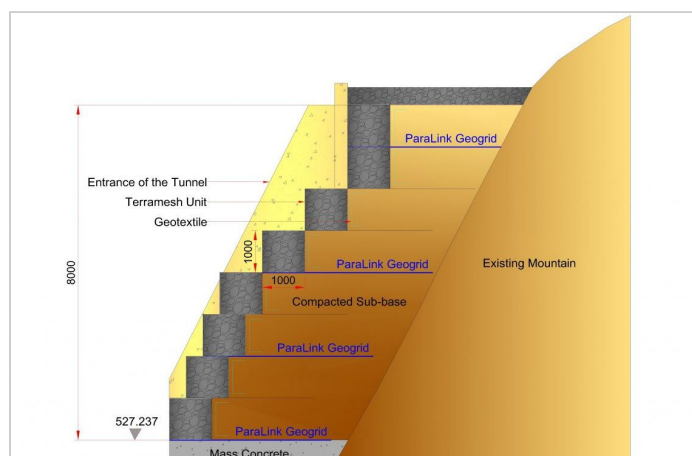 ParaLink Geogrid
Entrance of the Tunnel
Terramesh Unit
Geotextile
1000
8000
ParaLink Geogrid
Existing Mountain
1000
Compacted Sub-base
ParaLink Geogrid
527.237
ParaLink Geogrid
Mass Concrete